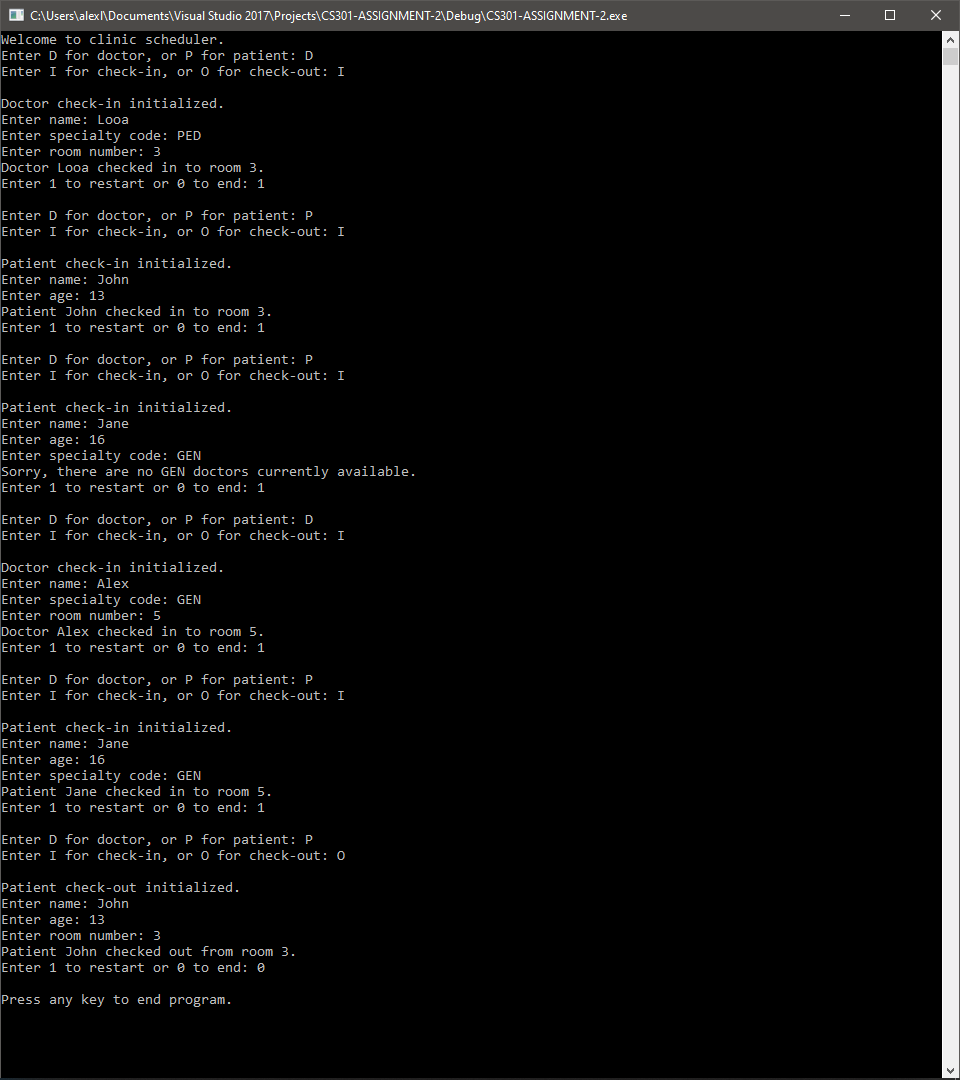 C:\Users\alexl\Documents\Visual Studio 2017\Projects\CS301-ASSIGNMENT-2\Debug\CS301-ASSIGNMENT-2.exe
Welcome to clinic scheduler.
Enter D for doctor, or P for patient: D
Enter I for check-in, or O for check-out: I
Doctor check-in initialized.
Enter name: Looa
Enter specialty code: PED
Enter room number: 3
Doctor Looa checked in to room 3.
Enter 1 to restart or 0 to end: 1
Enter D for doctor, or P for patient: P
Enter I for check-in, or O for check-out: I
Patient check-in initialized.
Enter name: John
Enter age: 13
Patient John checked in to room 3.
Enter 1 to restart or 0 to end: 1
Enter D for doctor, or P for patient: P
Enter I for check-in, or O for check-out: I
Patient check-in initialized.
Enter name: Jane
Enter age: 16
Enter specialty code: GEN
Sorry, there are no GEN doctors currently available.
Enter 1 to restart or 0 to end: 1
Enter D for doctor, or P for patient: D
Enter I for check-in, or O for check-out: I
Doctor check-in initialized.
Enter name: Alex
Enter specialty code: GEN
Enter room number: 5
Doctor Alex checked in to room 5.
Enter 1 to restart or 0 to end: 1
Enter D for doctor, or P for patient: P
Enter I for check-in, or O for check-out: I
Patient check-in initialized.
Enter name: Jane
Enter age: 16
Enter specialty code: GEN
Patient Jane checked in to room 5.
Enter 1 to restart or 0 to end: 1
Enter D for doctor, or P for patient: P
Enter I for check-in, or O for check-out: O
Patient check-out initialized.
Enter name: John
Enter age: 13
Enter room number: 3
Patient John checked out from room 3.
Enter 1 to restart or 0 to end: 0
Press any key to end program.